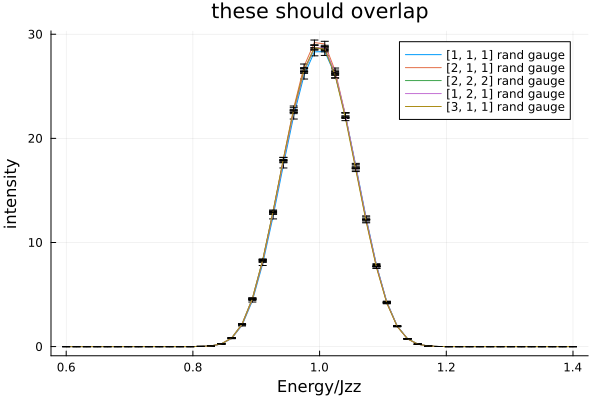 these should overlap
[1, 1, 1] rand gauge
[2, 1, 1] rand gauge
[2, 2, 2] rand gauge
[1, 2, 1] rand gauge
[3, 1, 1] rand gauge
intensity
30
20
10
0
0.6 0.8 1.0 1.2 1.4
Energy/Jzz